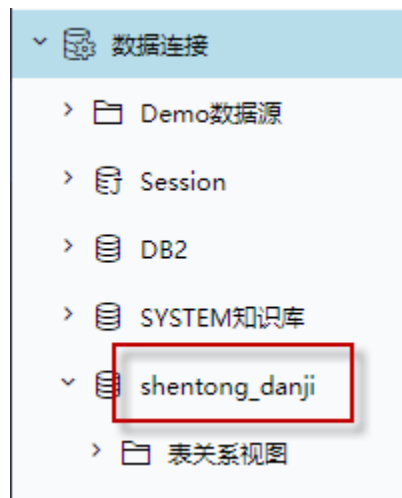 数据连接
Demo数据源
Session
DB2
SYSTEM知识库
shentong_danji
表关系视图